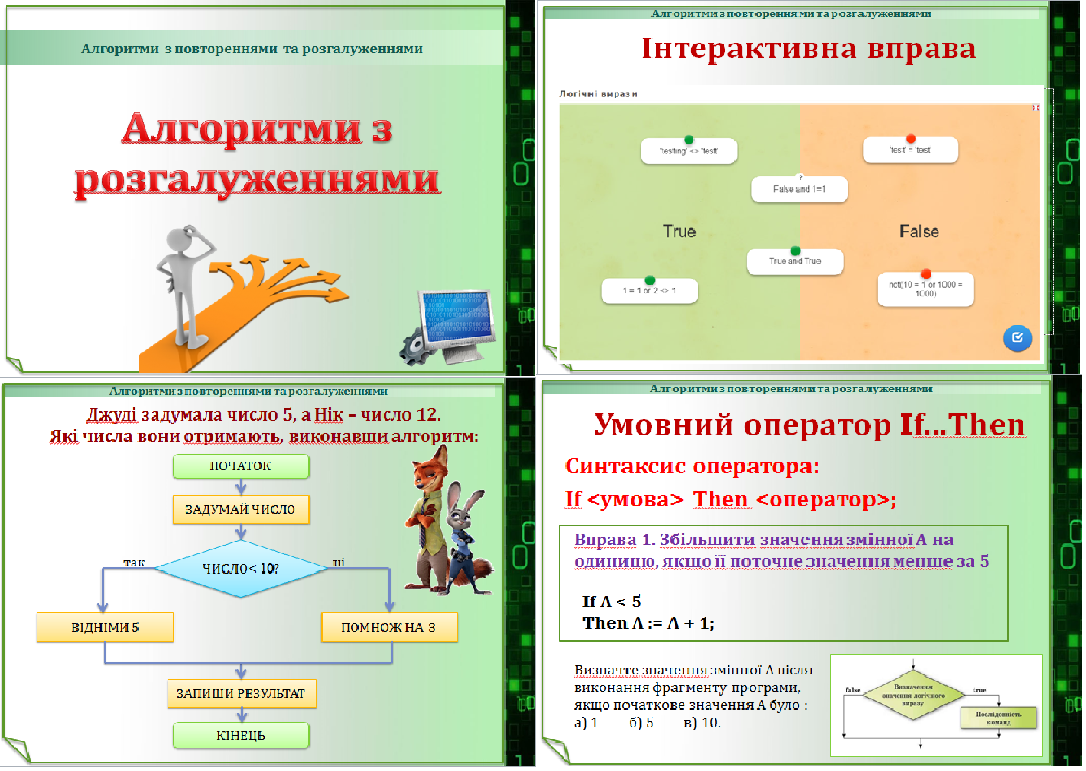 Алгоритми з повтореннями та розгалуженнями
Алгоритми з
розгалуженнями
Алгоритми з повтореннями та розгалуженнями
Інтерактивна вправа
Логічні вирази
'testing' <> 'test'
'test' = 'test'
False and 1=1
True
False
True and True
1 = 1 or 2 <> 1
not(10 = 1 or 1000 =
1000)
Алгоритми з повтореннями та розгалуженнями
Джуді задумала число 5, а Нік – число 12.
Які числа вони отримають, виконавши алгоритм:
ПОЧАТОК
ЗАДУМАЙ ЧИСЛО
так
ні
ЧИСЛО< 10?
ВІДНІМИ 5
ПОМНОЖ НА 3
ЗАПИШИ РЕЗУЛЬТАТ
КІНЕЦЬ
Алгоритми з повтореннями та розгалуженнями
Умовний оператор If...Then
Синтаксис оператора:
If <умова> Then <оператор>;
Вправа 1. Збільшити значення змінної А на
одиницю, якщо її поточне значення менше за 5
If A < 5
Then A := A + 1;
Визначте значення змінної А після
виконання фрагменту програми,
якщо початкове значення А було :
а) 1 б) 5 в) 10.
false
true
Визначення
значення логічного
виразу
Послідовність
команд